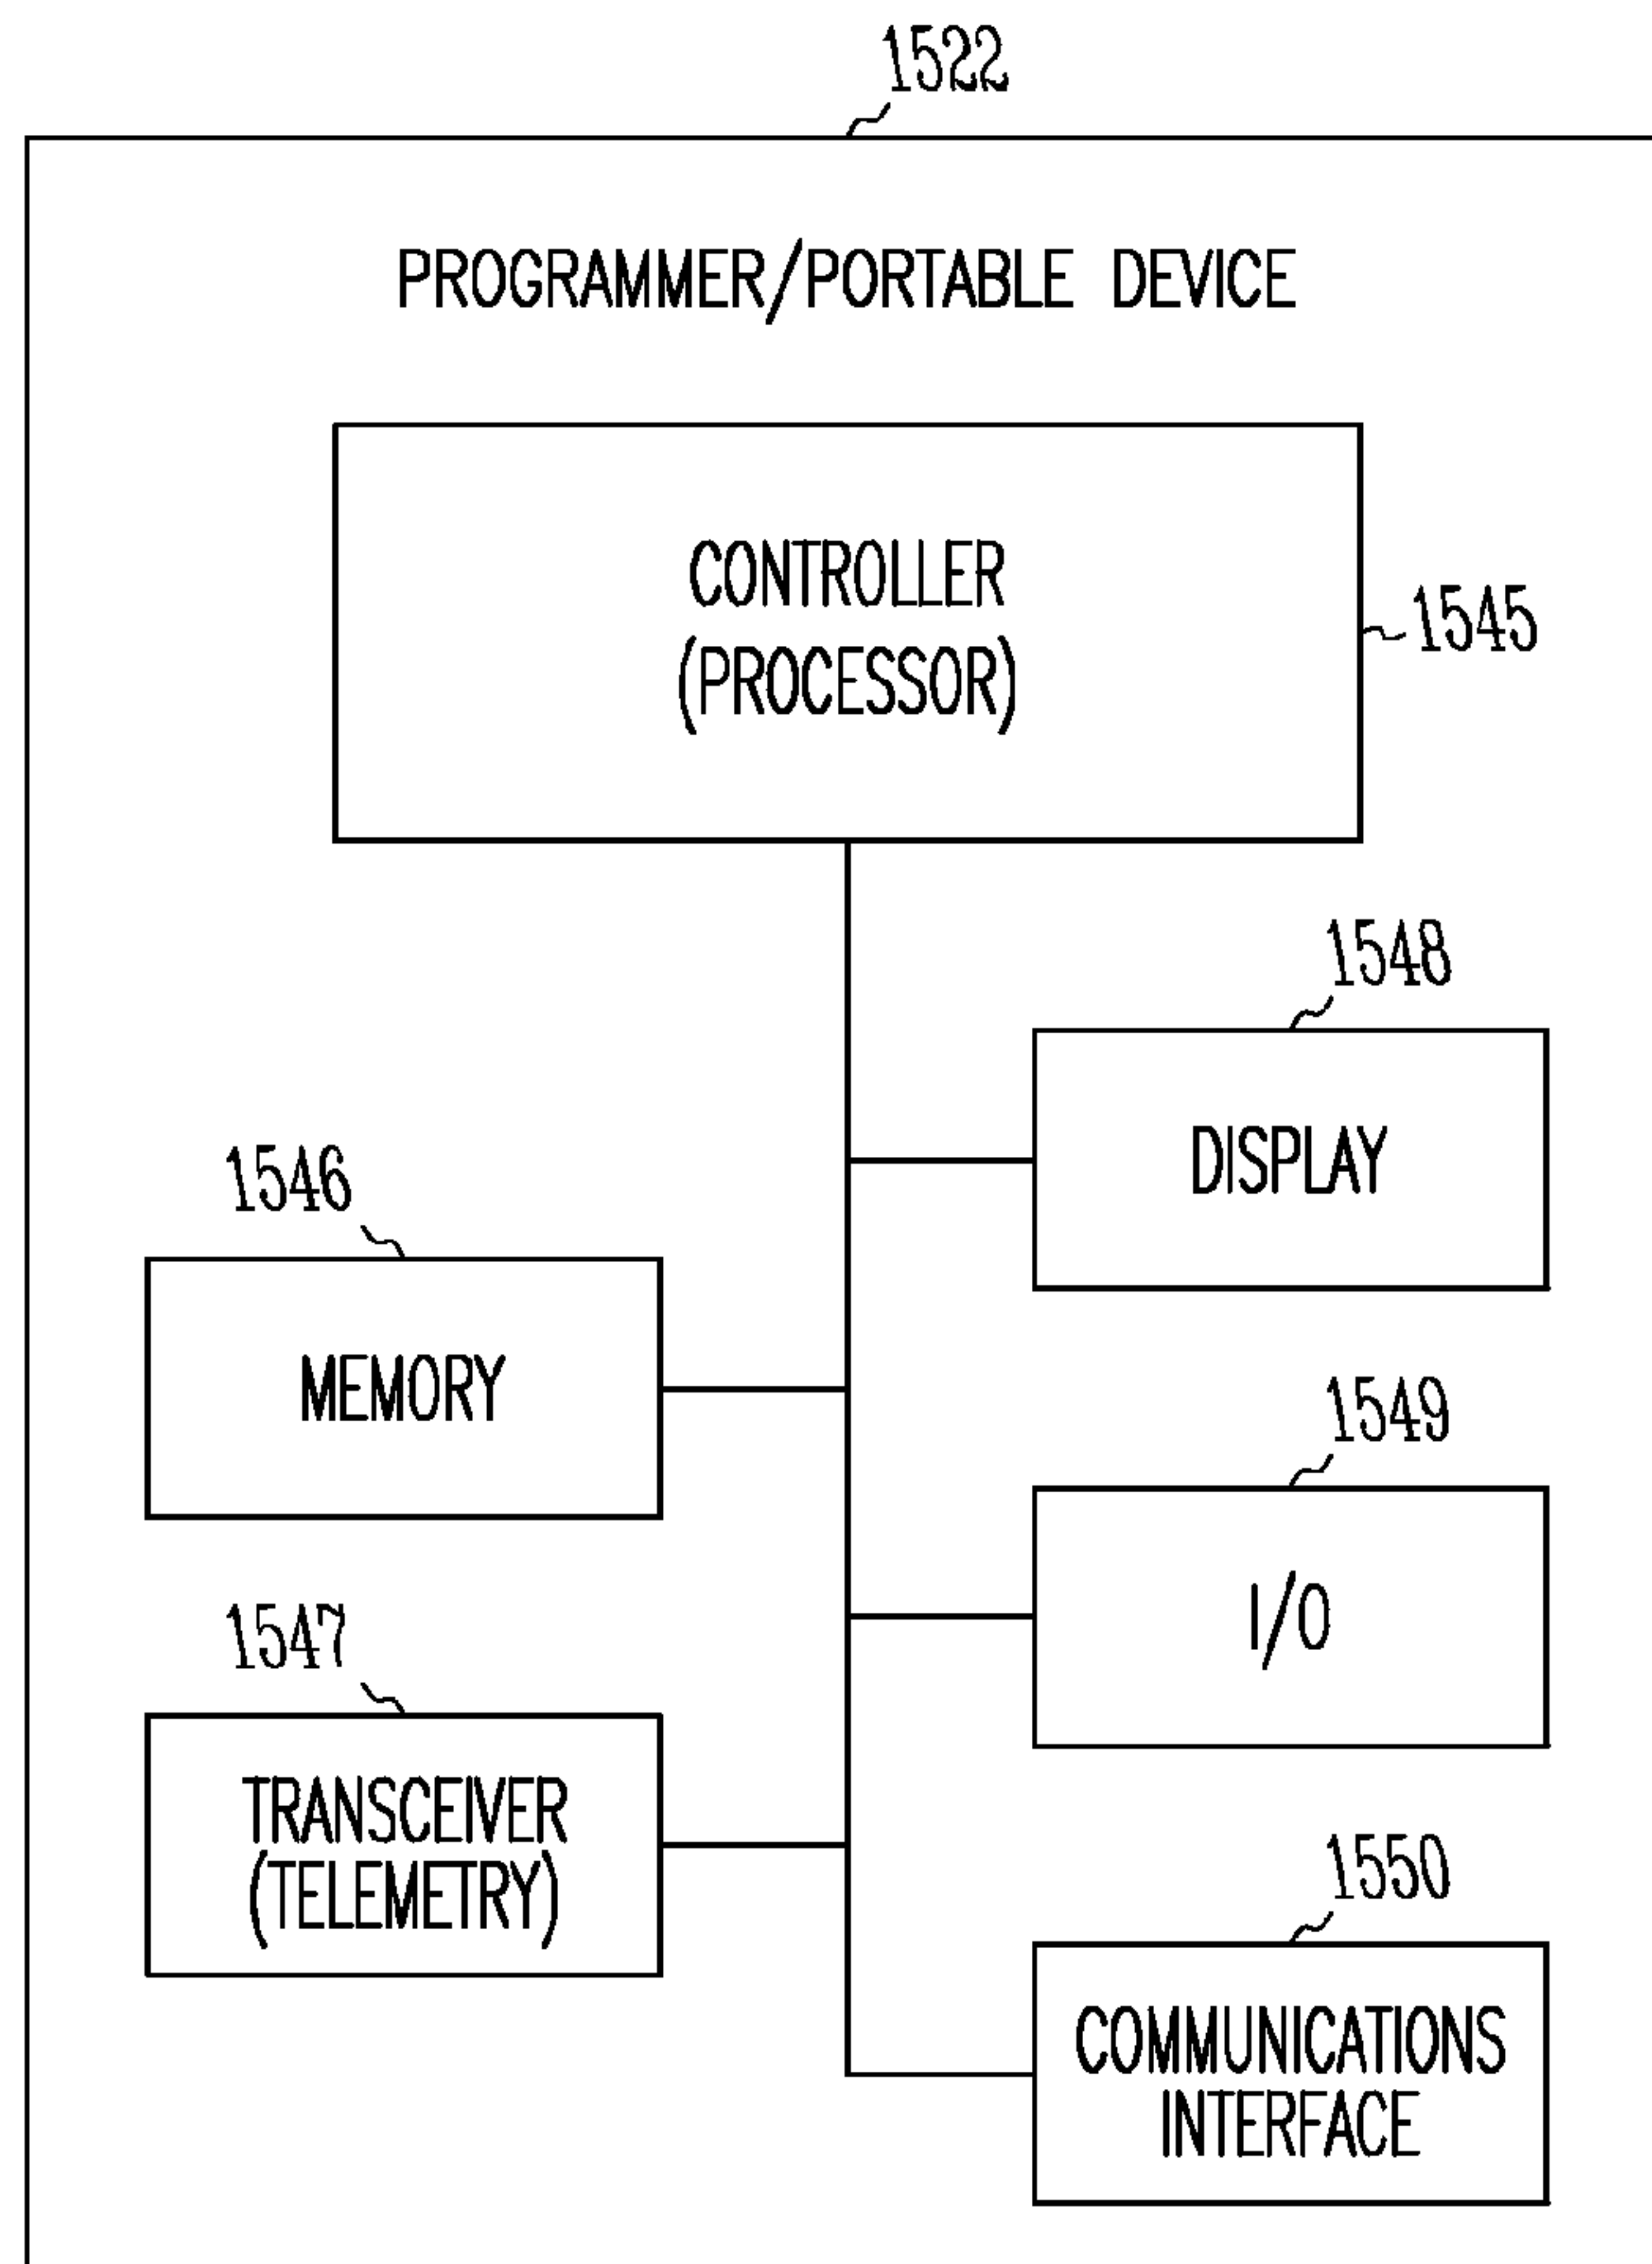 1522
PROGRAMMER/PORTABLE DEVICE
CONTROLLER
(PROCESSOR)
1545
1548
DISPLAY
1546
MEMORY
1549
I/O
1547
TRANSCEIVER
(TELEMETRY)
1550
COMMUNICATIONS
INTERFACE